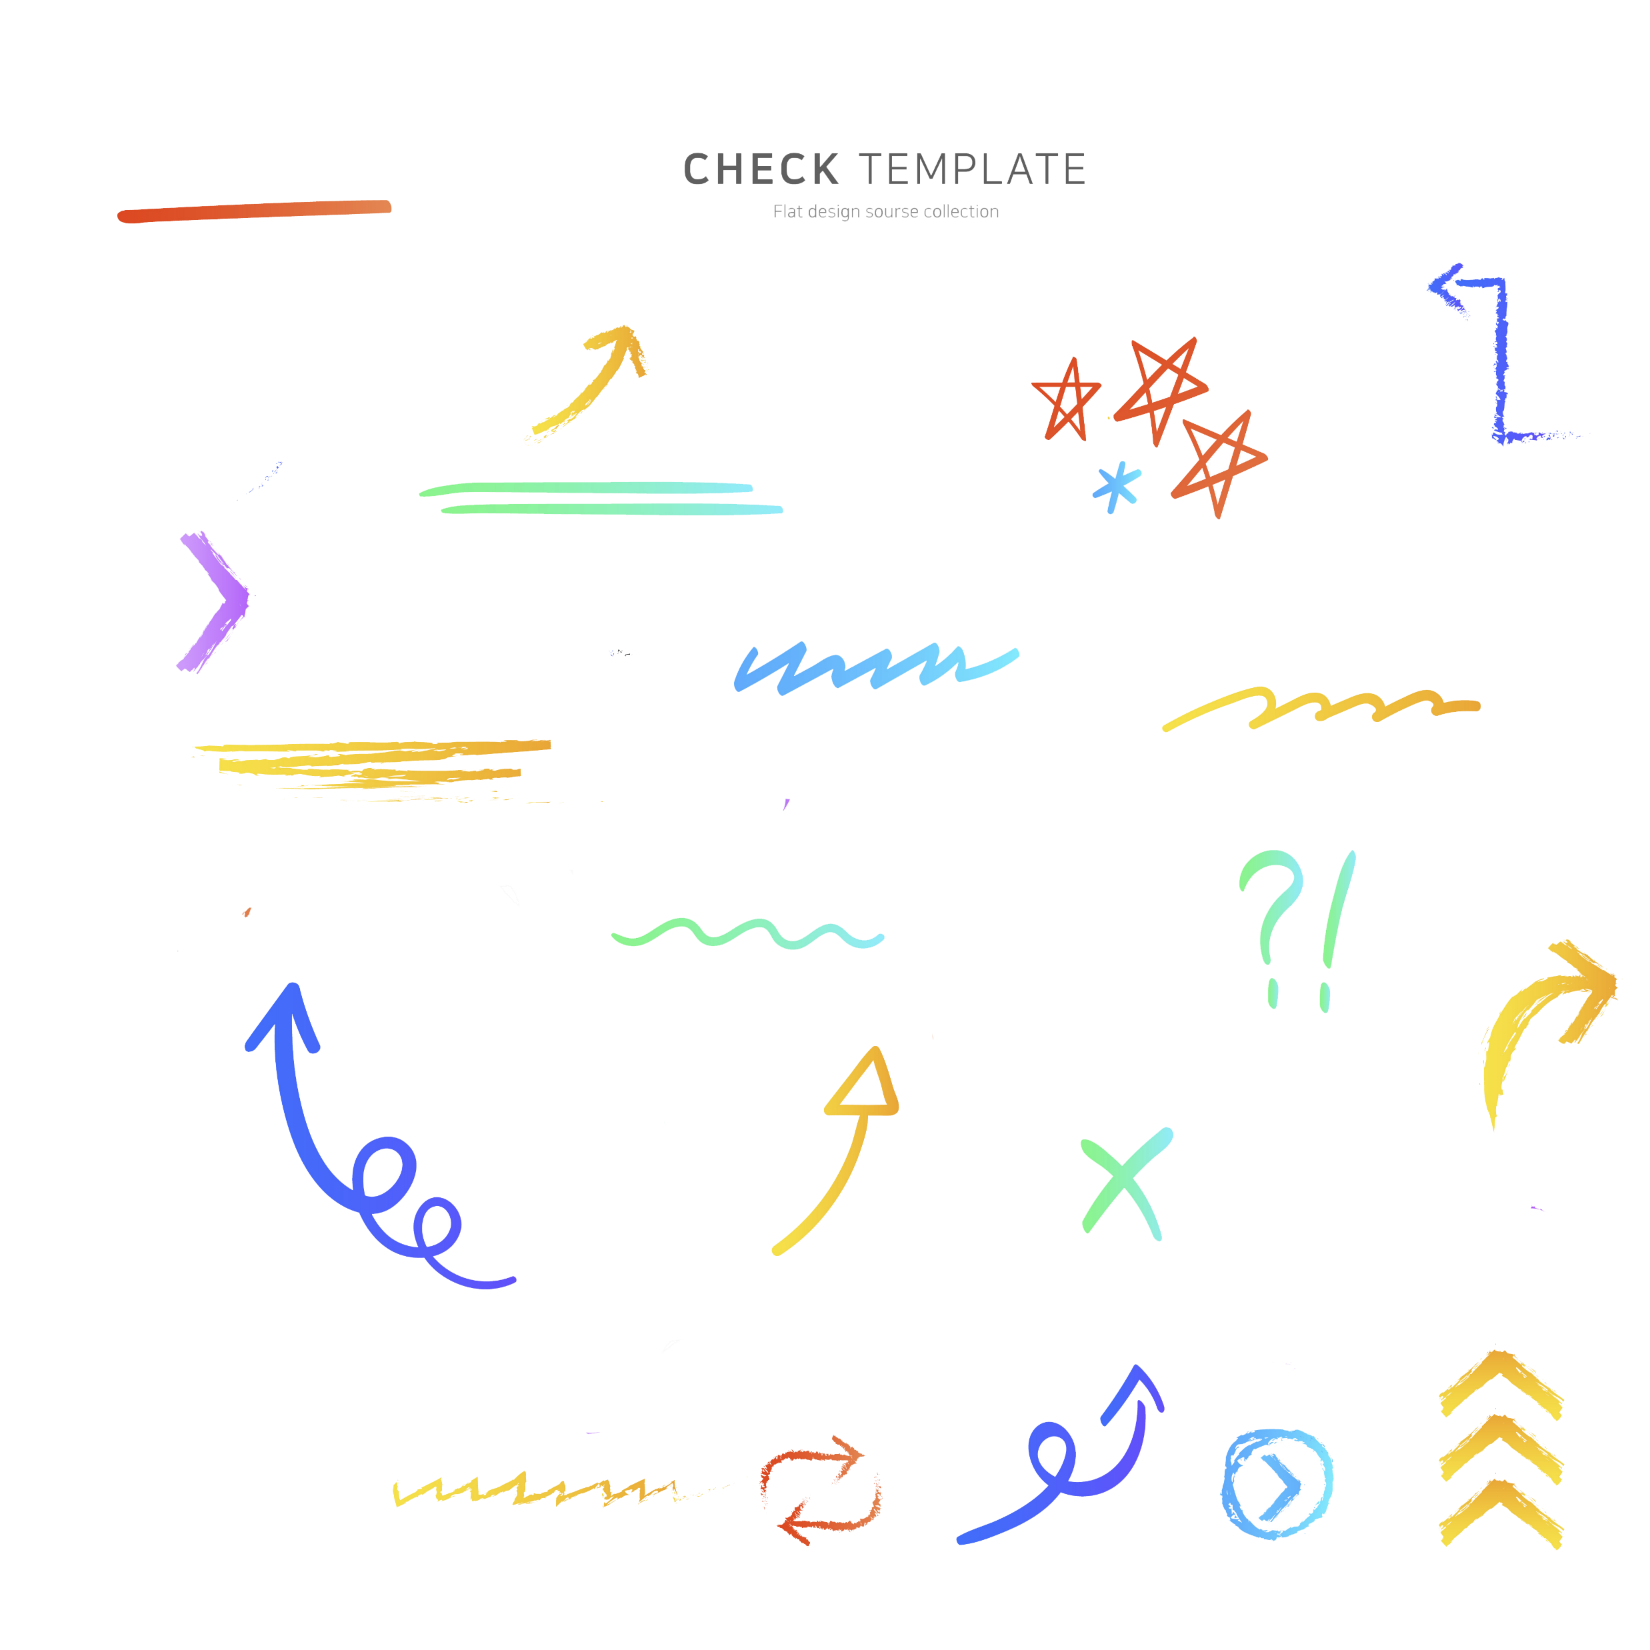 CHECK TEMPLATE
Flat design sourse collection
?!